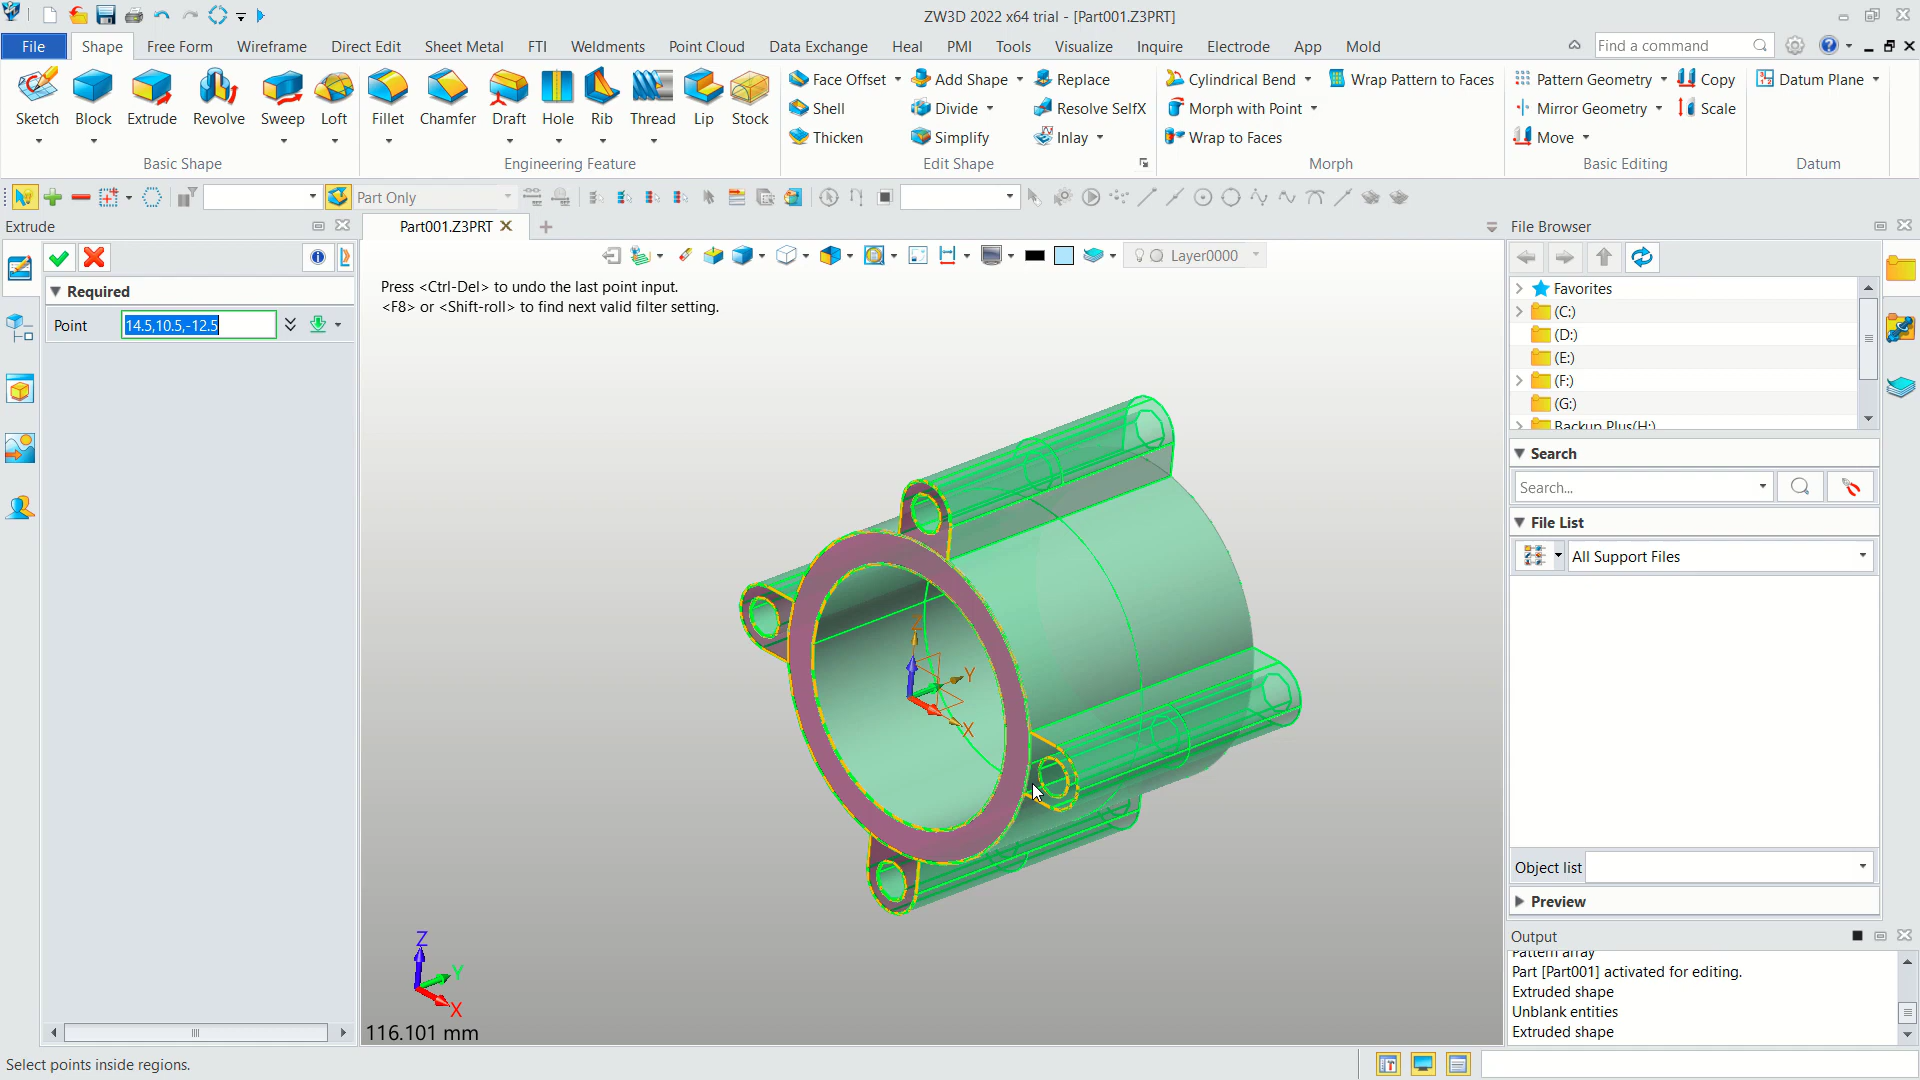 ZW3D 2022 x64 trial - [Part001.Z3PRT]
File Shape Free Form Wireframe Direct Edit Sheet Metal FTI Weldments Point Cloud Data Exchange Heal PMI Tools Visualize Inquire Electrode App Mold
Find a command
Sketch Block Extrude Revolve Sweep Loft
Basic Shape
Fillet Chamfer Draft Hole Rib Thread Lip Stock
Engineering Feature
Face Offset Add Shape Replace
Shell Divide Resolve SelfX
Thicken Simplify Inlay
Edit Shape
Cylindrical Bend Wrap Pattern to Faces
Morph with Point
Wrap to Faces
Morph
Pattern Geometry Copy
Mirror Geometry Scale
Move
Basic Editing
Datum Plane
Datum
Part Only
Extrude
Required
Point 14.5,10.5,-12.5
Part001.Z3PRT
Layer0000
Press <Ctrl-Del> to undo the last point input.
<F8> or <Shift-roll> to find next valid filter setting.
Z
Y
X
Z
Y
X
116.101 mm
File Browser
Favorites
(C:)
(D:)
(E:)
(F:)
(G:)
Backup Plus(H:)
Search
Search...
File List
All Support Files
Object list
Preview
Output
Pattern array
Part [Part001] activated for editing.
Extruded shape
Unblank entities
Extruded shape
Select points inside regions.